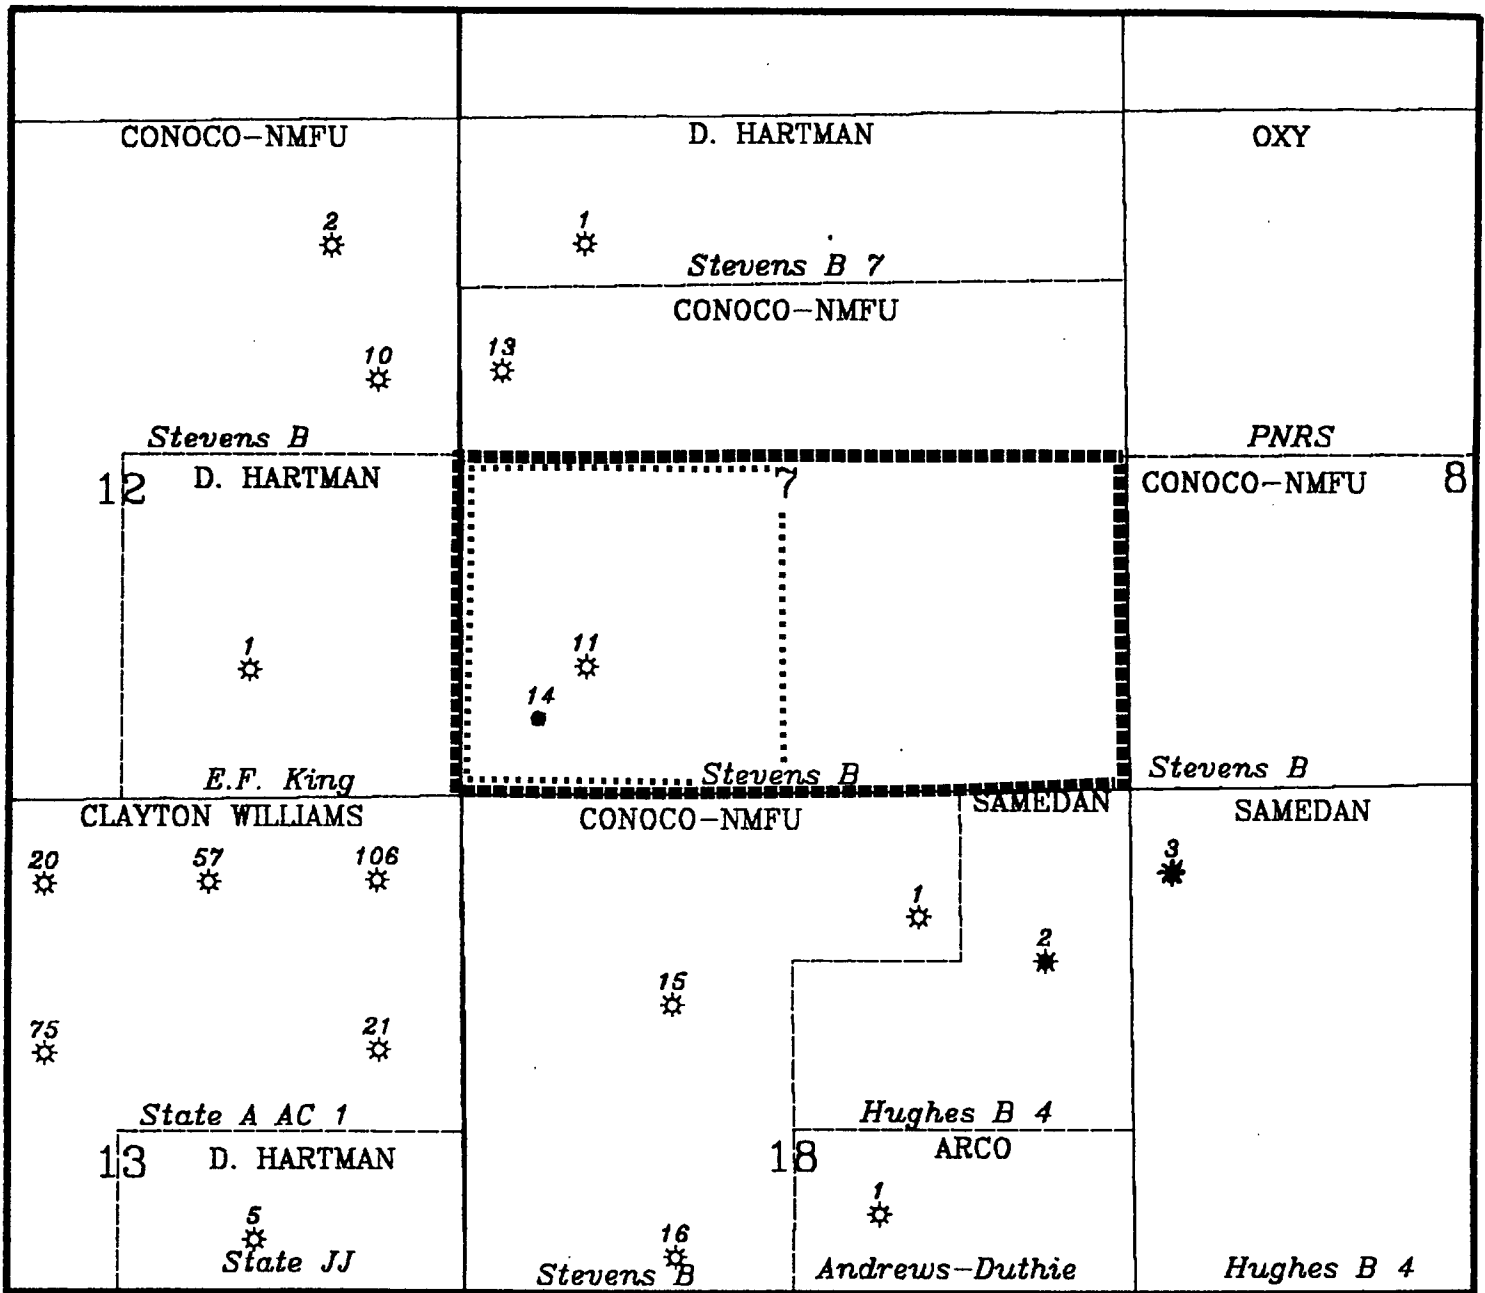 CONOCO-NMFU
D. HARTMAN
OXY
2
1
Stevens B 7
CONOCO-NMFU
10
13
Stevens B
PNRS
12
D. HARTMAN
7
CONOCO-NMFU
8
1
11
14
E.F. King
Stevens B
Stevens B
CLAYTON WILLIAMS
CONOCO-NMFU
SAMEDAN
SAMEDAN
20
57
106
3
1
2
15
75
21
State A AC 1
Hughes B 4
13
D. HARTMAN
18
ARCO
5
1
16
State JJ
Stevens B
Andrews-Duthie
Hughes B 4